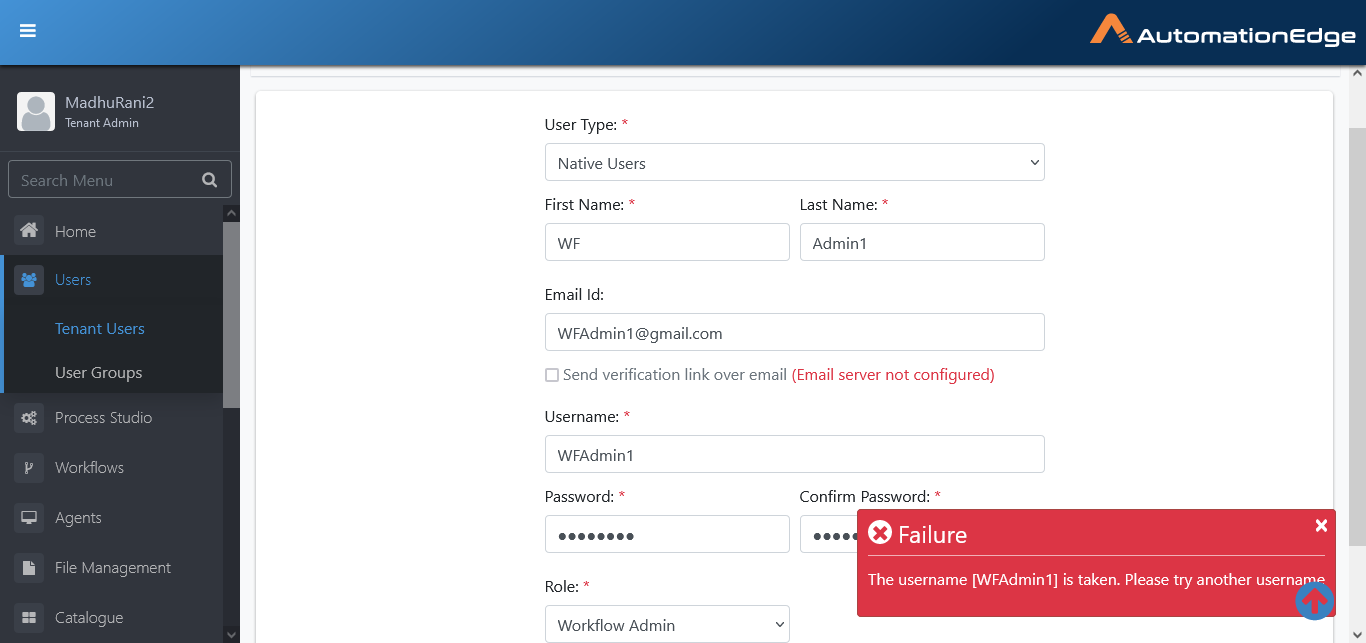 AutomationEdge
MadhuRani2
Tenant Admin
Search Menu
Home
Users
Tenant Users
User Groups
Process Studio
Workflows
Agents
File Management
Catalogue
User Type: *
Native Users
First Name: * Last Name: *
WF Admin1
Email Id:
WFAdmin1@gmail.com
Send verification link over email (Email server not configured)
Username: *
WFAdmin1
Password: * Confirm Password: *
Failure
The username [WFAdmin1] is taken. Please try another username
Role: *
Workflow Admin